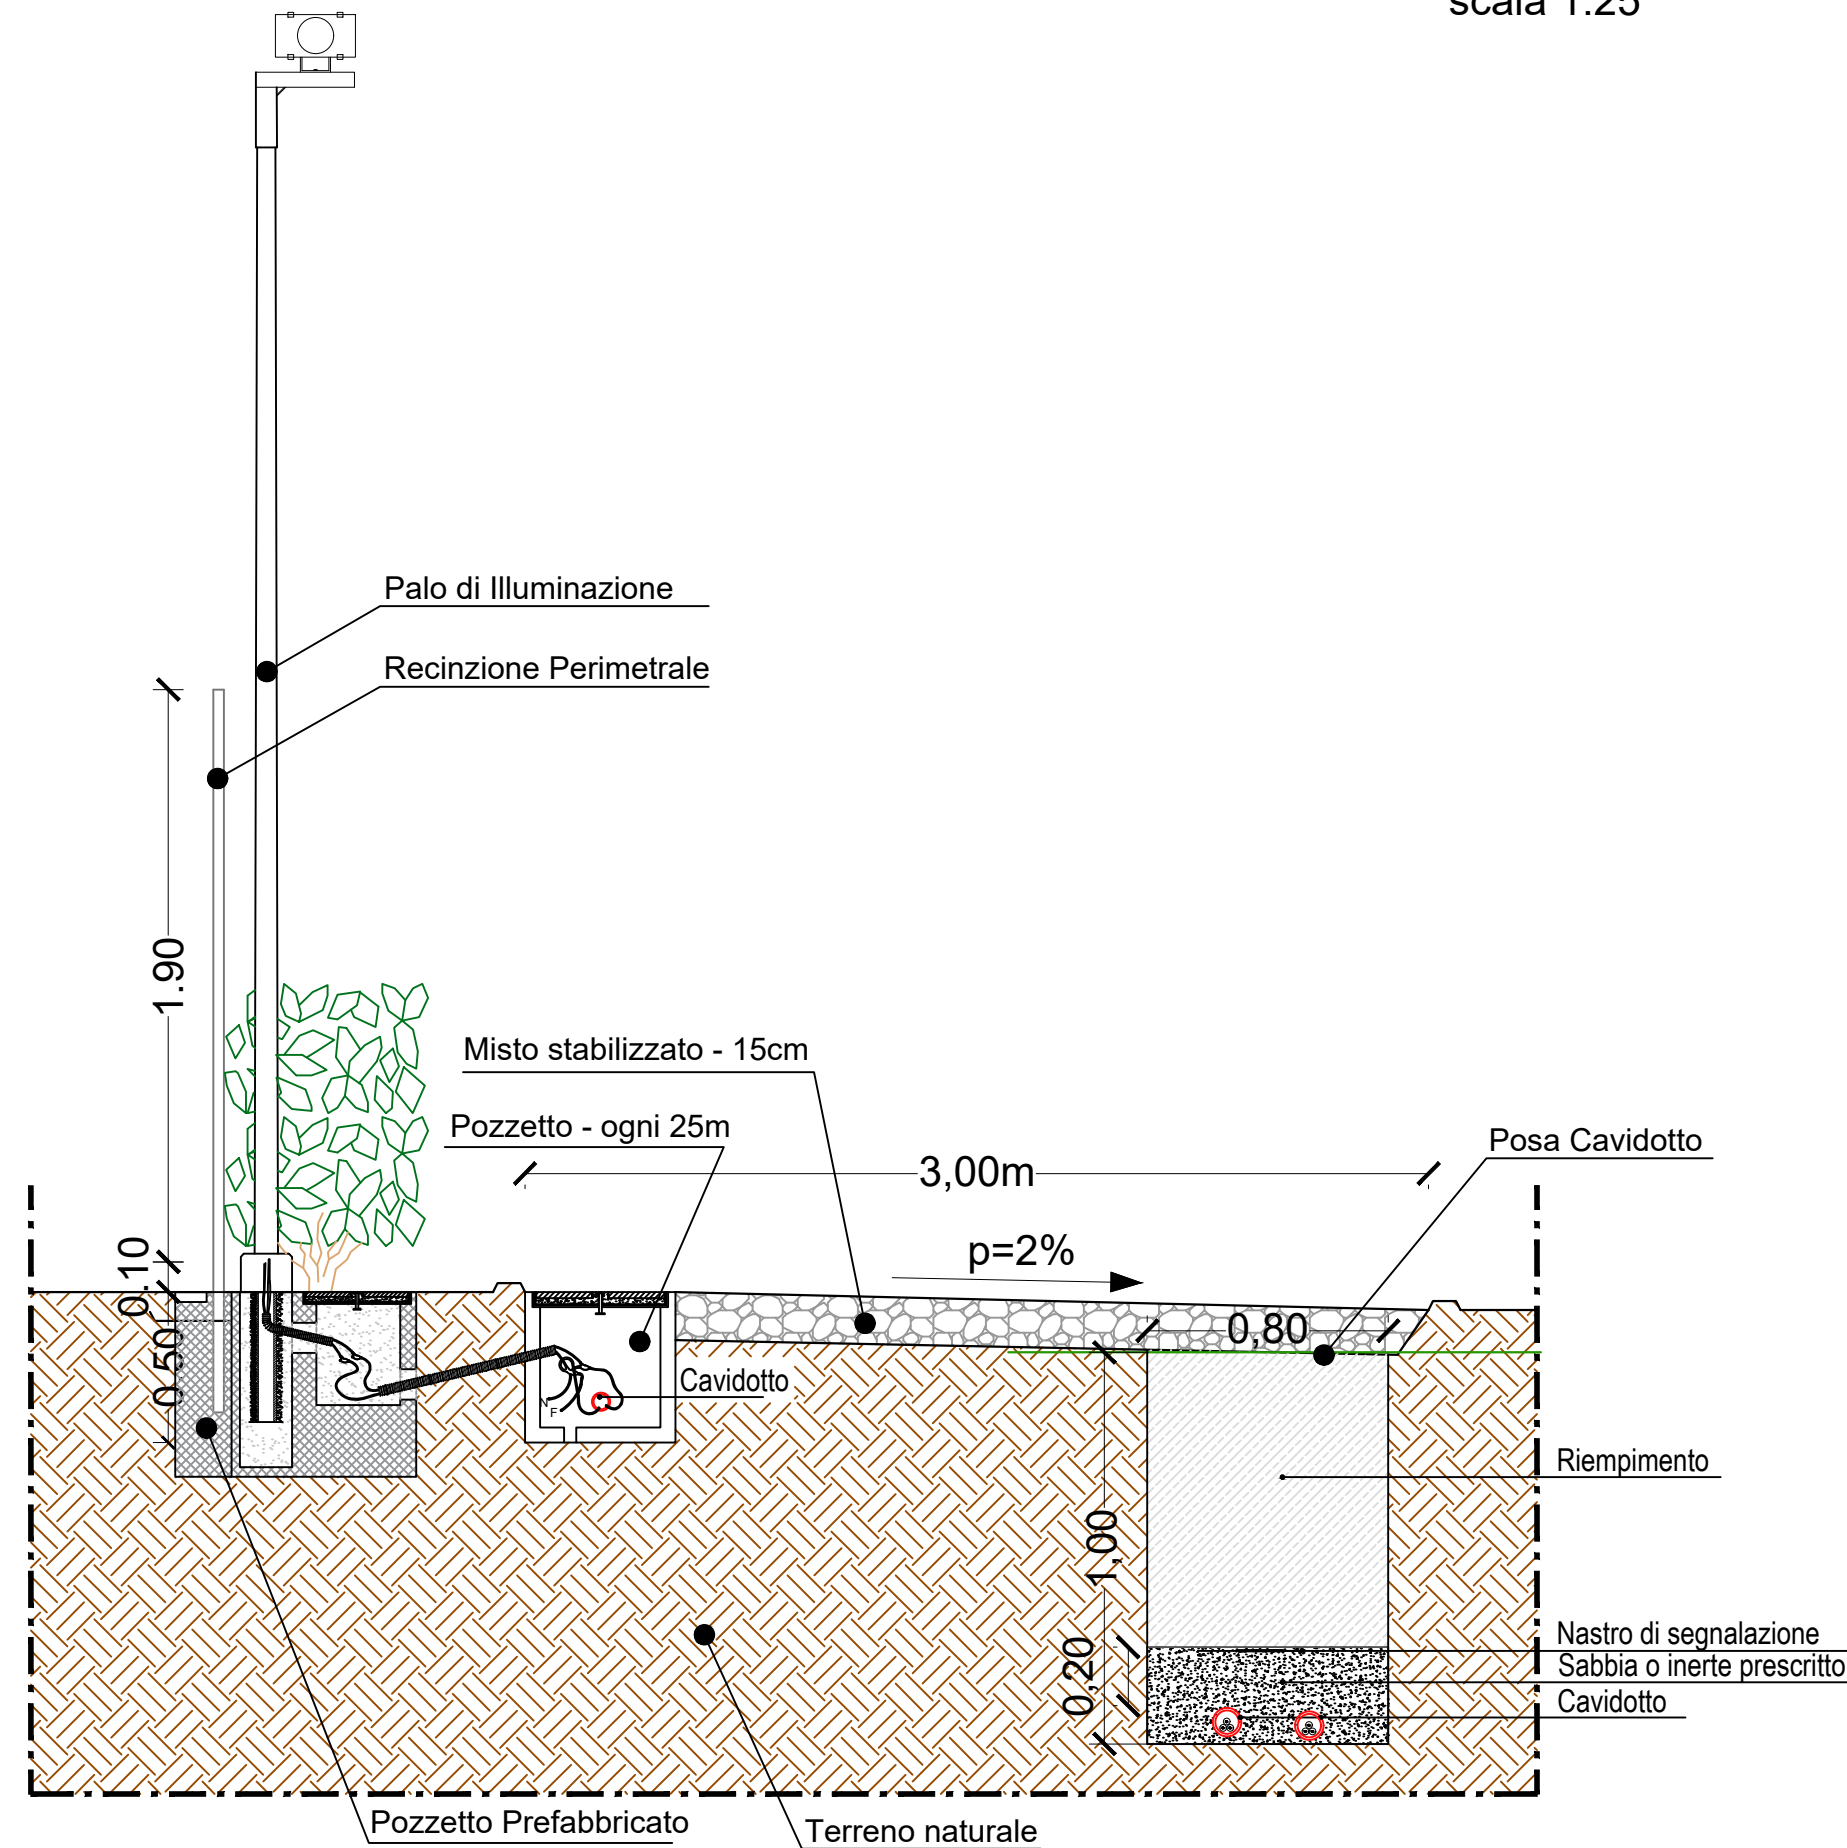 scala 1:25
Palo di Illuminazione
Recinzione Perimetrale
1.90
Misto stabilizzato - 15cm
Pozzetto - ogni 25m
Posa Cavidotto
3,00m
p=2%
0.10
0,80
0,50
Cavidotto
N
F
Riempimento
1,00
Nastro di segnalazione
0,20
Sabbia o inerte prescritto
Cavidotto
Pozzetto Prefabbricato
Terreno naturale